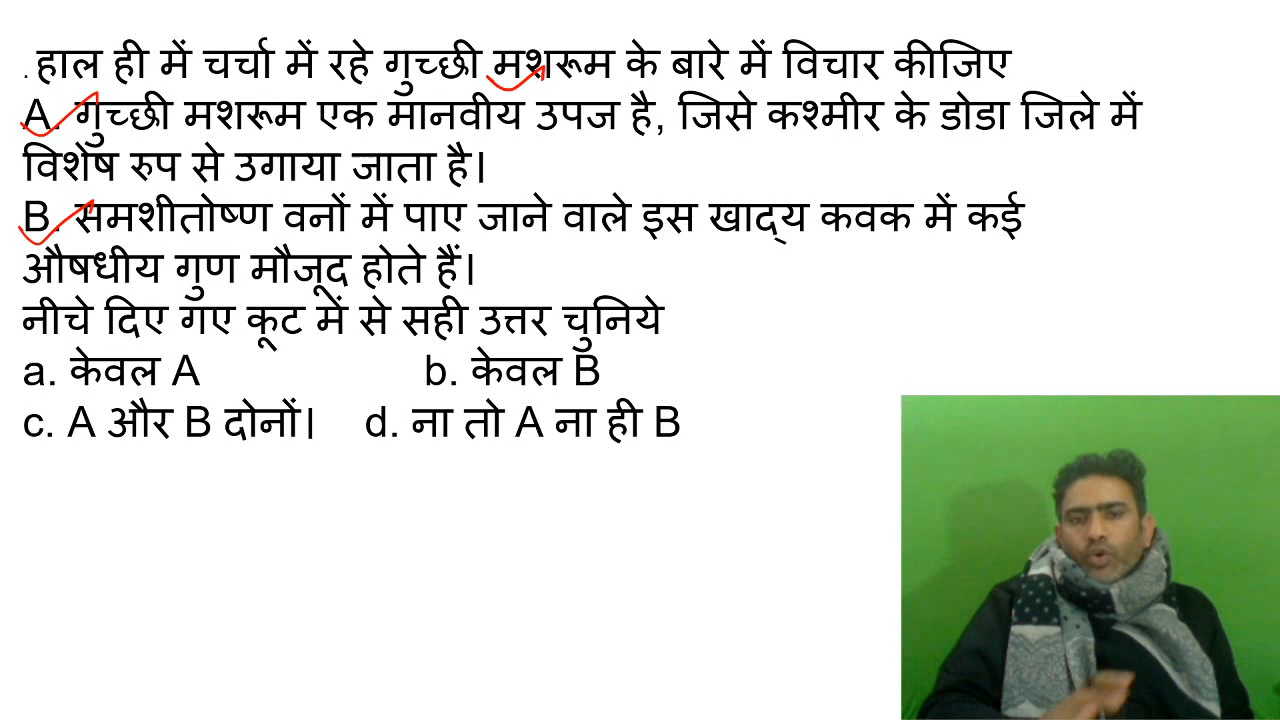 . हाल ही में चर्चा में रहे गुच्छी मशरूम के बारे में विचार कीजिए
A. गुच्छी मशरूम एक मानवीय उपज है, जिसे कश्मीर के डोडा जिले में
विशेष रुप से उगाया जाता है।
B. समशीतोष्ण वनों में पाए जाने वाले इस खाद्य कवक में कई
औषधीय गुण मौजूद होते हैं।
नीचे दिए गए कूट में से सही उत्तर चुनिये
a. केवल A b. केवल B
c. A और B दोनों। d. ना तो A ना ही B